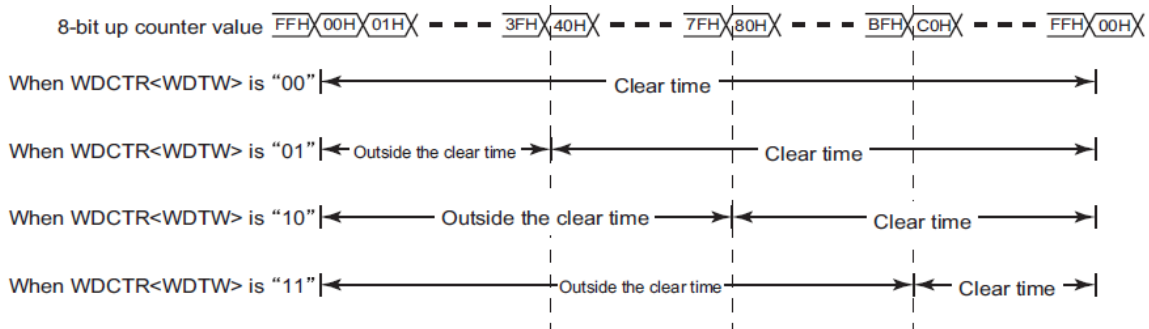 8-bit up counter value FFH 00H 01H 3FH 40H 7FH 80H BFH C0H FFH 00H
When WDCTR<WDTW> is “00” Clear time
When WDCTR<WDTW> is “01” Outside the clear time Clear time
When WDCTR<WDTW> is “10” Outside the clear time Clear time
When WDCTR<WDTW> is “11” Outside the clear time Clear time